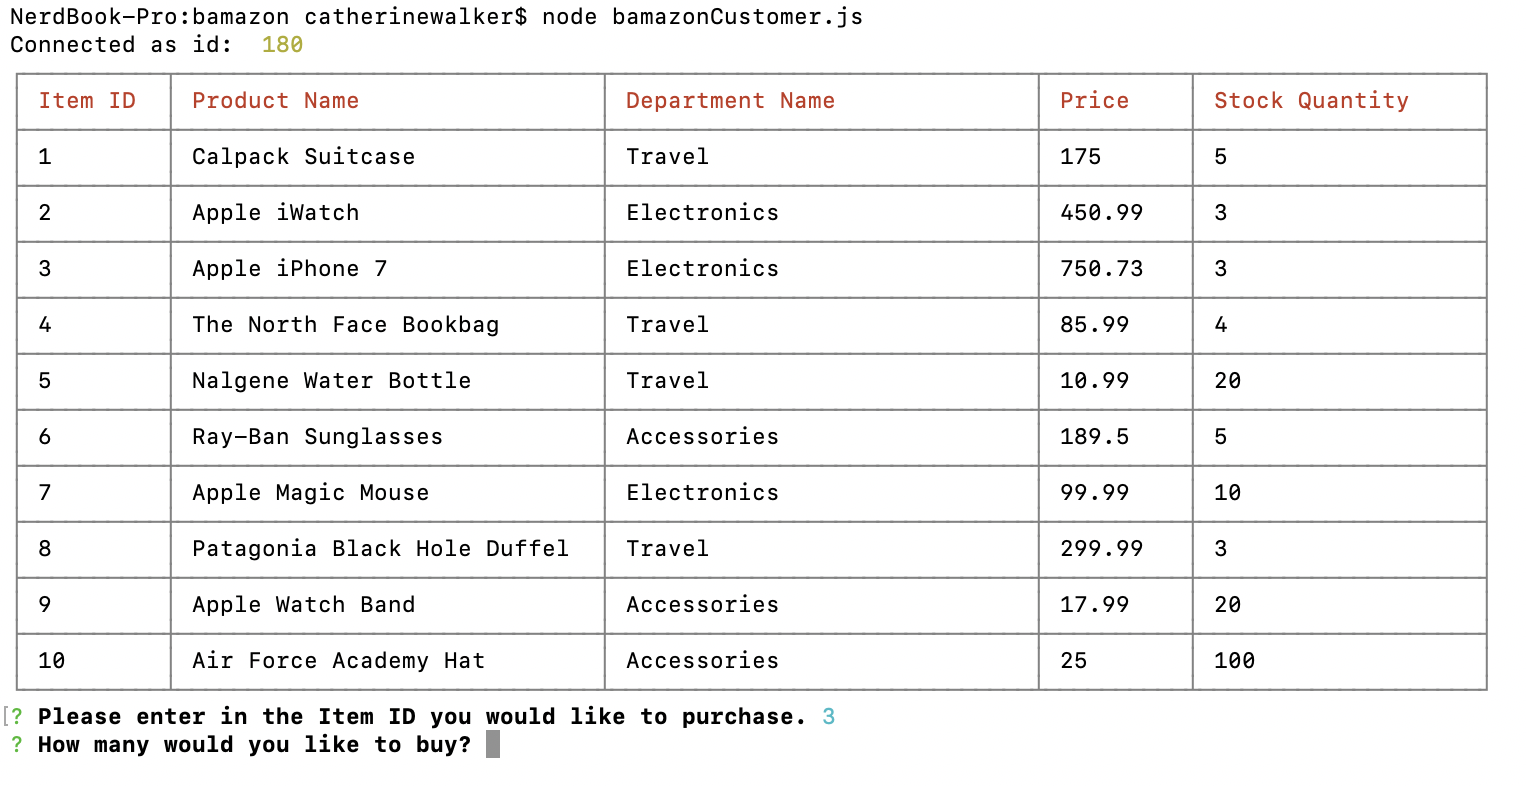 NerdBook-Pro:bamazon catherinewalker$ node bamazonCustomer.js
Connected as id:  180
Item ID Product Name Department Name Price Stock Quantity
1 Calpack Suitcase Travel 175 5
2 Apple iWatch Electronics 450.99 3
3 Apple iPhone 7 Electronics 750.73 3
4 The North Face Bookbag Travel 85.99 4
5 Nalgene Water Bottle Travel 10.99 20
6 Ray-Ban Sunglasses Accessories 189.5 5
7 Apple Magic Mouse Electronics 99.99 10
8 Patagonia Black Hole Duffel Travel 299.99 3
9 Apple Watch Band Accessories 17.99 20
10 Air Force Academy Hat Accessories 25 100
[? Please enter in the Item ID you would like to purchase. 3
? How many would you like to buy?